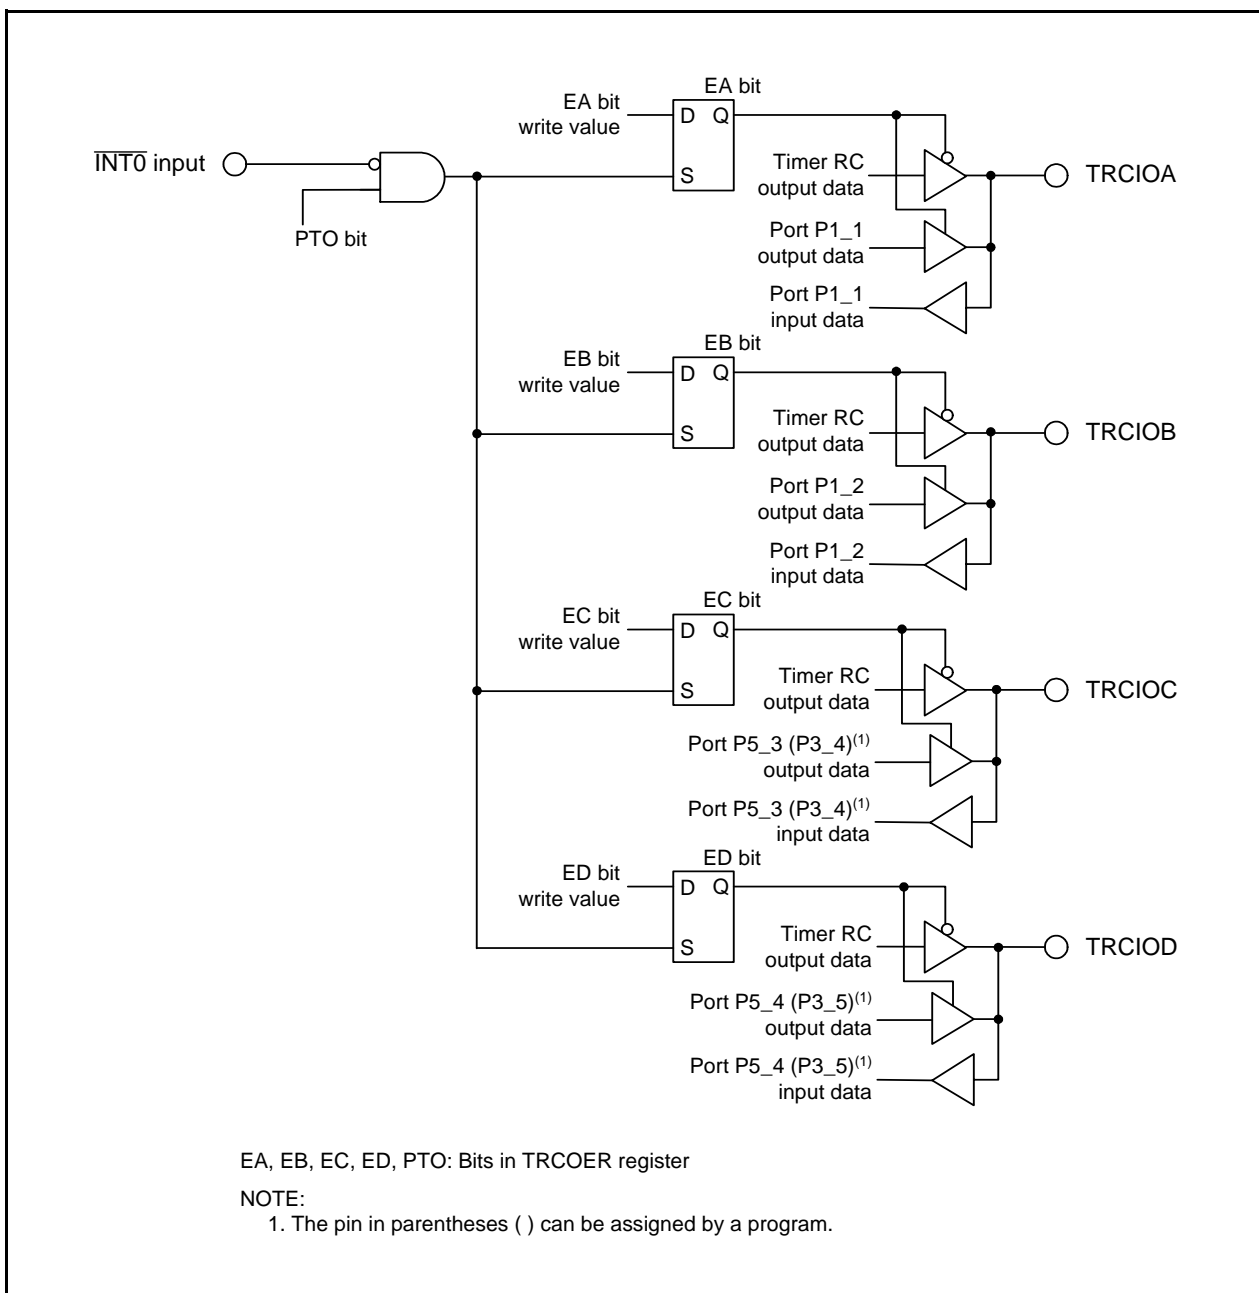 INT0 input
PTO bit
EA bit
EA bit
write value
D Q
S
Timer RC
output data
TRCIOA
Port P1_1
output data
Port P1_1
input data
EB bit
EB bit
write value
D Q
S
Timer RC
output data
TRCIOB
Port P1_2
output data
Port P1_2
input data
EC bit
EC bit
write value
D Q
S
Timer RC
output data
TRCIOC
Port P5_3 (P3_4)(1)
output data
Port P5_3 (P3_4)(1)
input data
ED bit
ED bit
write value
D Q
S
Timer RC
output data
TRCIOD
Port P5_4 (P3_5)(1)
output data
Port P5_4 (P3_5)(1)
input data
EA, EB, EC, ED, PTO: Bits in TRCOER register
NOTE:
1. The pin in parentheses ( ) can be assigned by a program.